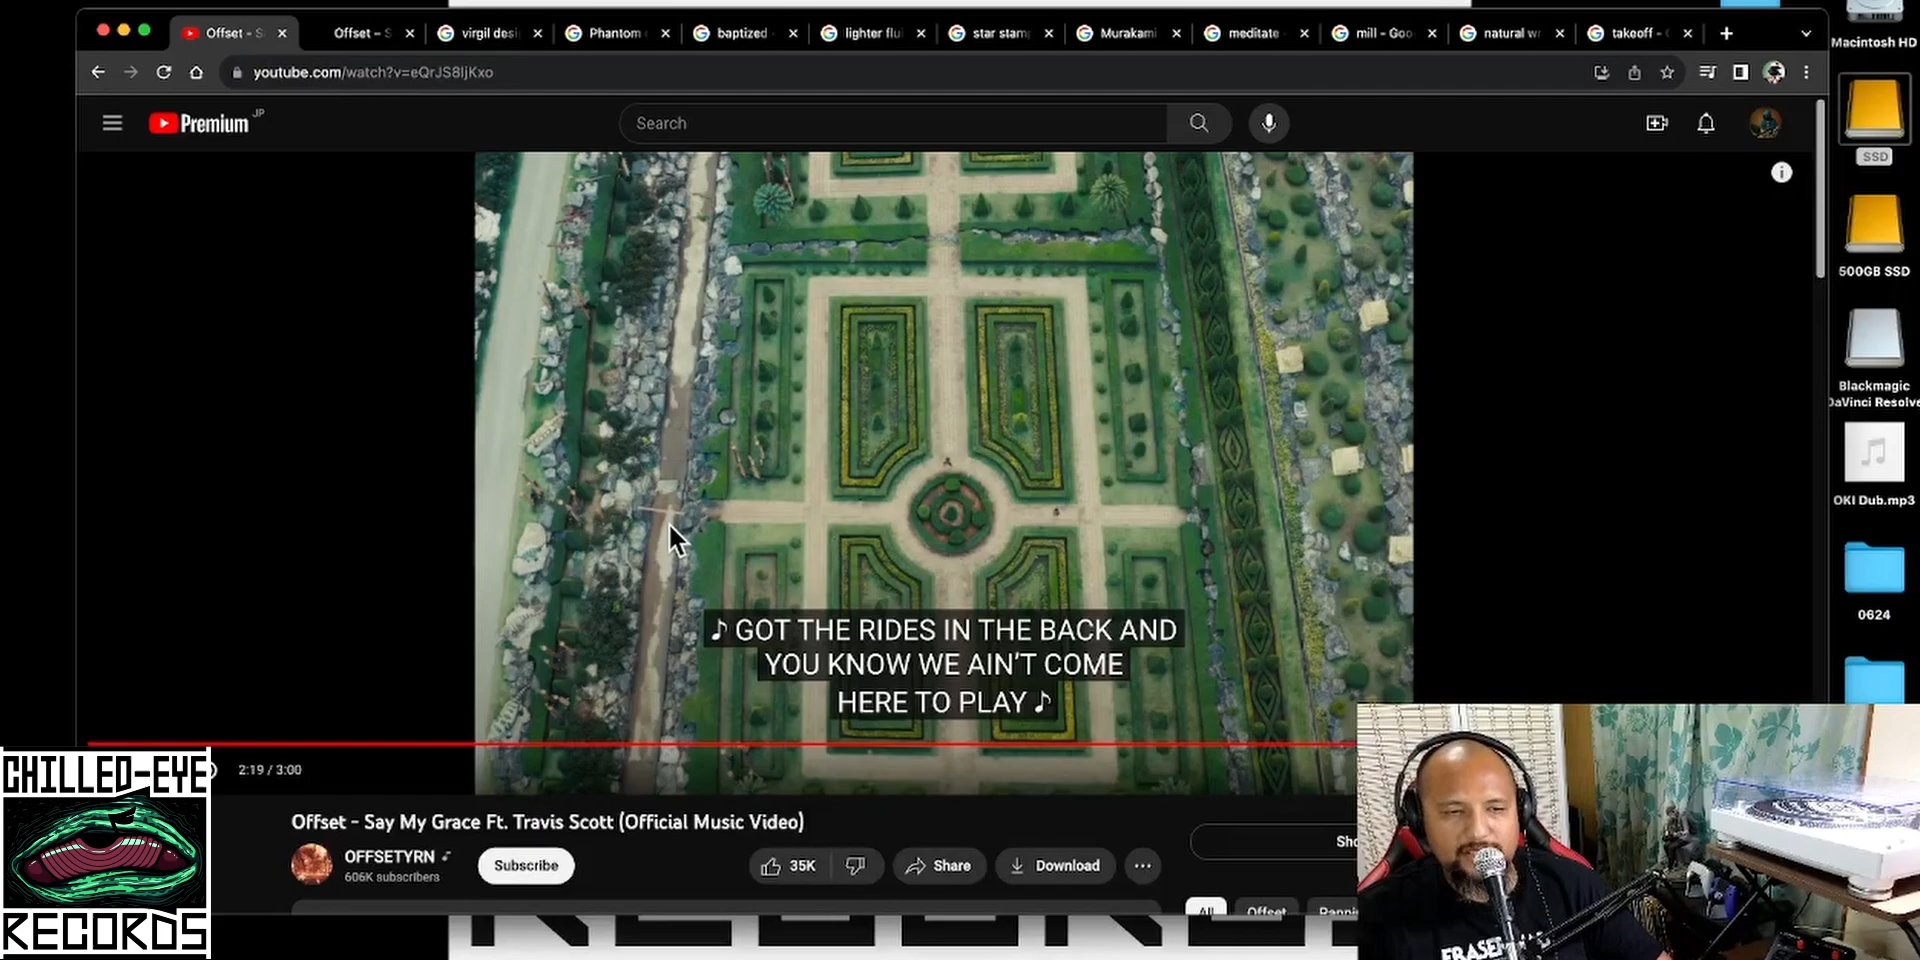 Offset - S
Offset - S
virgil desi
Phantom
baptized
lighter flui
star stam
Murakami
meditate
mill - Goo
natural w
takeoff -
Macintosh HD
youtube.com/watch?v=eQrJS8ljKxo
Premium JP
Search
SSD
500GB SSD
Blackmagic
DaVinci Resolve
OKI Dub.mp3
0624
♪ GOT THE RIDES IN THE BACK AND
YOU KNOW WE AIN'T COME
HERE TO PLAY ♪
CHILLED-EYE
RECORDS
2:19 / 3:00
Offset - Say My Grace Ft. Travis Scott (Official Music Video)
OFFSETYRN
606K subscribers
Subscribe
35K
Share
Download
All
Offset